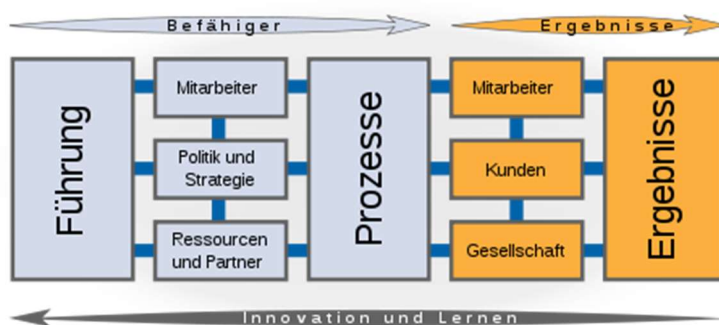 Befähiger
Ergebnisse
Führung
Mitarbeiter
Politik und
Strategie
Ressourcen
und Partner
Prozesse
Mitarbeiter
Kunden
Gesellschaft
Ergebnisse
Innovation und Lernen